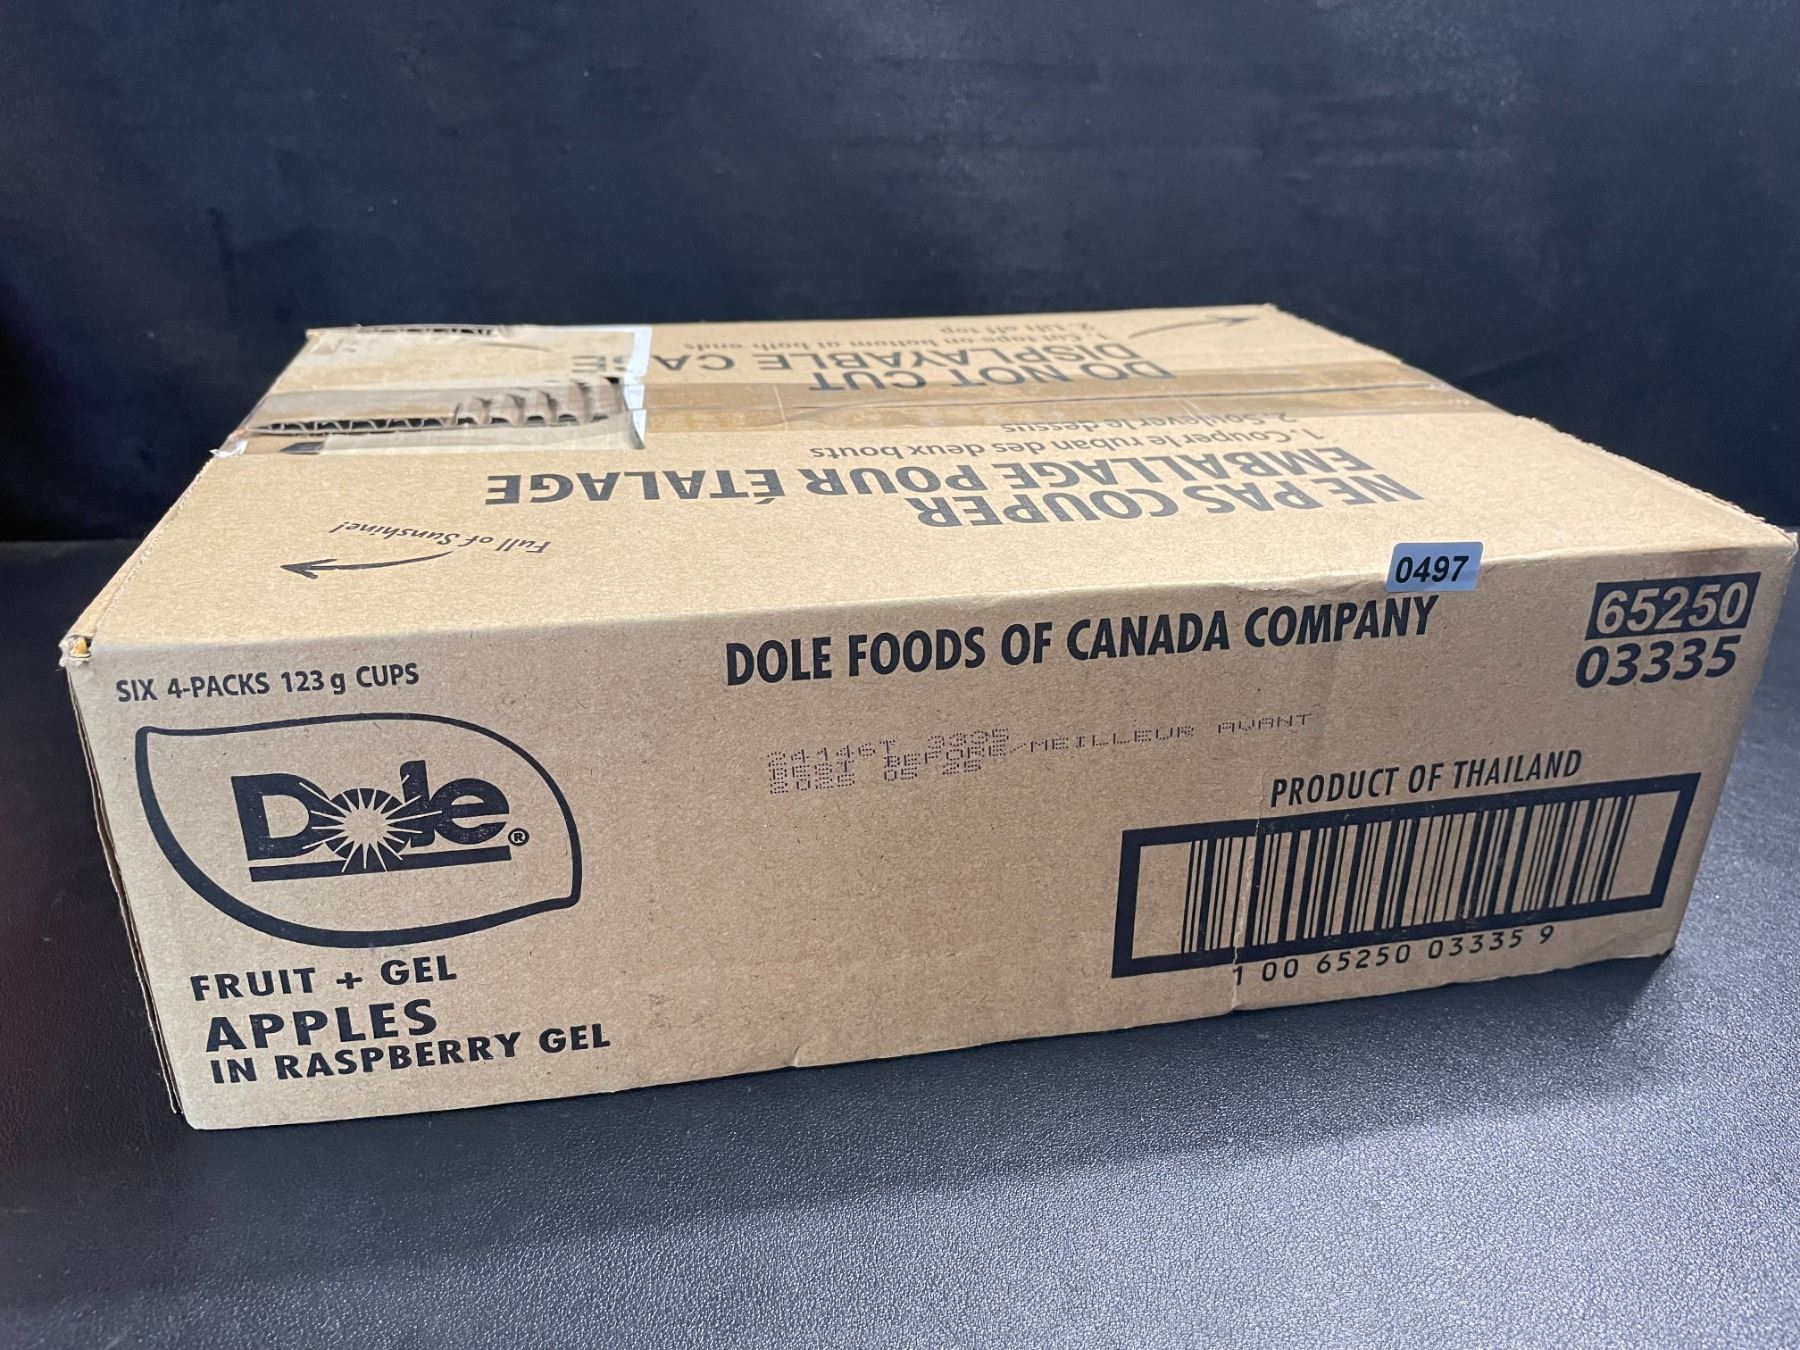 2. Lift off top
1. Cut tape on bottom at both ends
DISPLAYABLE CA
DO NOT CUT
2.Soulever le dessus
1.Couper le ruban des deux bouts
EMBALLAGE POUR ÉTALAGE
NE PAS COUPER
Full of Sunshine!
0497
65250
03335
DOLE FOODS OF CANADA COMPANY
SIX 4-PACKS 123 g CUPS
Dole®
24146T 3335
BEST BEFORE/MEILLEUR AVANT
2025 05 25
PRODUCT OF THAILAND
1 00 65250 03335 9
FRUIT + GEL
APPLES
IN RASPBERRY GEL